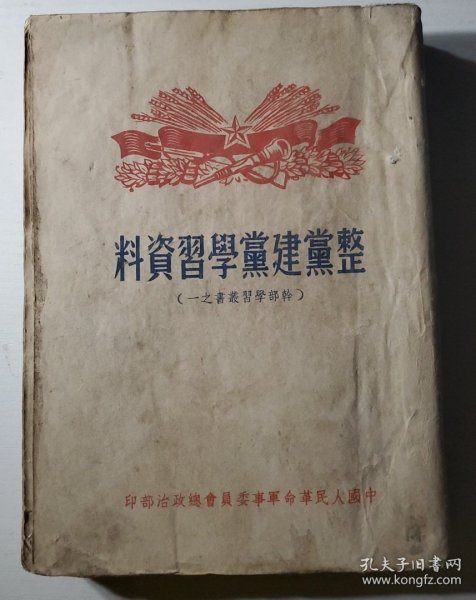 整黨建黨學習資料
（幹部學習叢書之一）
中國人民革命軍事委員會總政治部印
孔夫子旧书网
www.kongfz.com